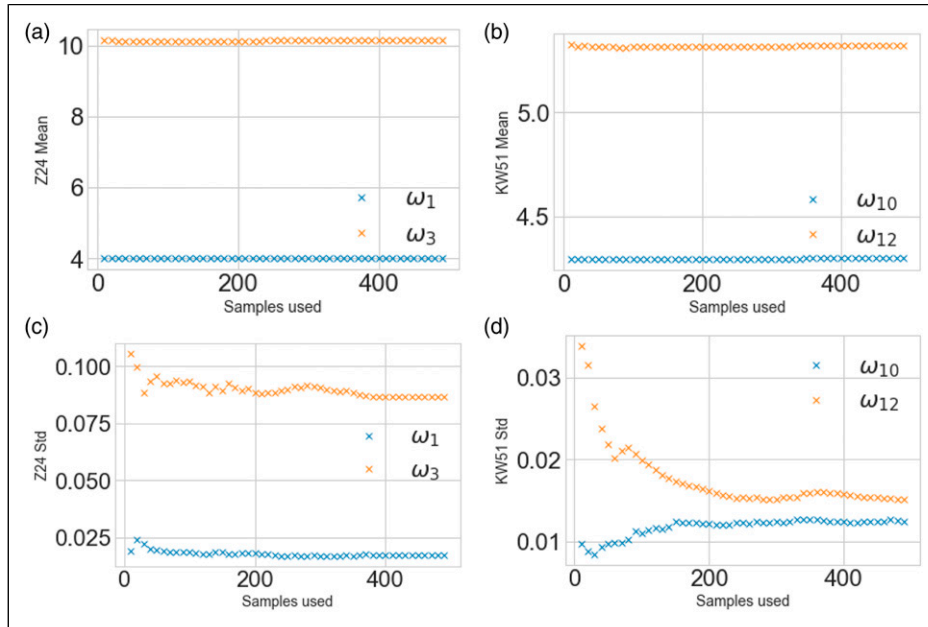 (a)
10
8
6
4
Z24 Mean
ω1
ω3
0 200 400
Samples used
(b)
5.0
4.5
KW51 Mean
ω10
ω12
0 200 400
Samples used
(c)
0.100
0.075
0.050
0.025
Z24 Std
ω1
ω3
0 200 400
Samples used
(d)
0.03
0.02
0.01
KW51 Std
ω10
ω12
0 200 400
Samples used